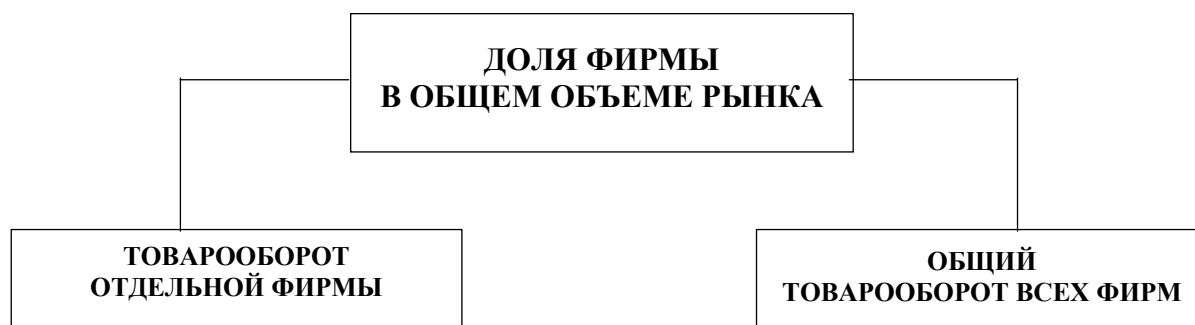 ДОЛЯ ФИРМЫ
В ОБЩЕМ ОБЪЕМЕ РЫНКА
ТОВАРООБОРОТ
ОТДЕЛЬНОЙ ФИРМЫ
ОБЩИЙ
ТОВАРООБОРОТ ВСЕХ ФИРМ